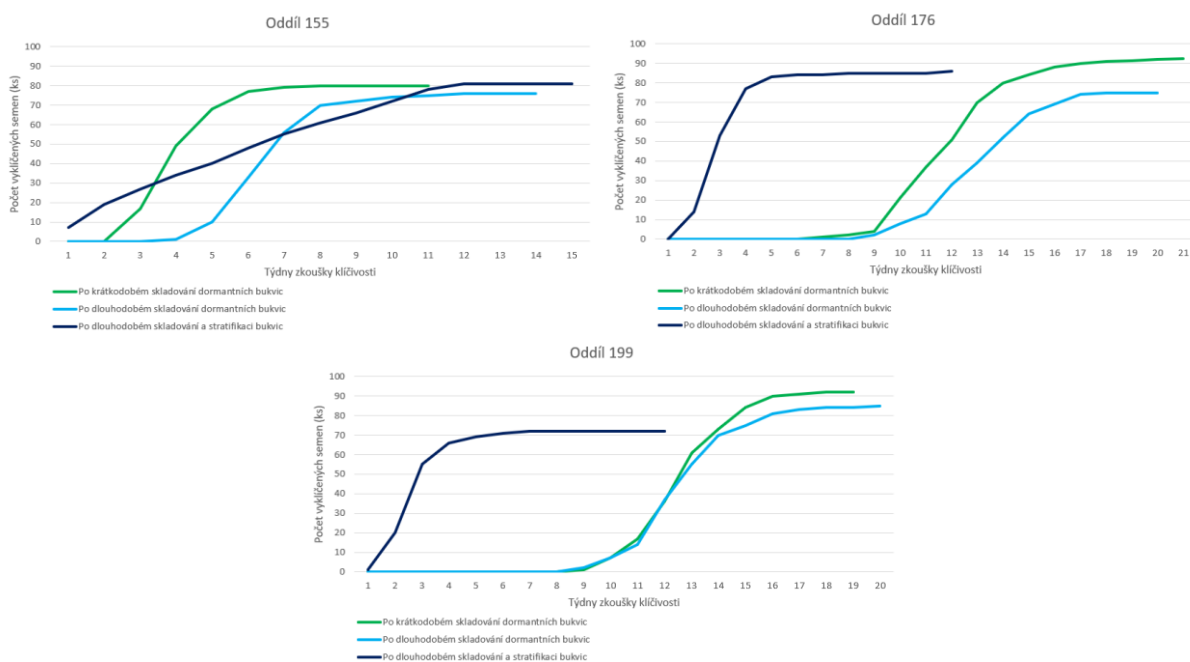 Oddíl 155
Počet vyklíčených semen (ks)
100
90
80
70
60
50
40
30
20
10
0
1 2 3 4 5 6 7 8 9 10 11 12 13 14 15
Týdny zkoušky klíčivosti
Po krátkodobém skladování dormantních bukvic
Po dlouhodobém skladování dormantních bukvic
Po dlouhodobém skladování a stratifikaci bukvic
Oddíl 176
Počet vyklíčených semen (ks)
100
90
80
70
60
50
40
30
20
10
0
1 2 3 4 5 6 7 8 9 10 11 12 13 14 15 16 17 18 19 20 21
Týdny zkoušky klíčivosti
Po krátkodobém skladování dormantních bukvic
Po dlouhodobém skladování dormantních bukvic
Po dlouhodobém skladování a stratifikaci bukvic
Oddíl 199
Počet vyklíčených semen (ks)
100
90
80
70
60
50
40
30
20
10
0
1 2 3 4 5 6 7 8 9 10 11 12 13 14 15 16 17 18 19 20
Týdny zkoušky klíčivosti
Po krátkodobém skladování dormantních bukvic
Po dlouhodobém skladování dormantních bukvic
Po dlouhodobém skladování a stratifikaci bukvic